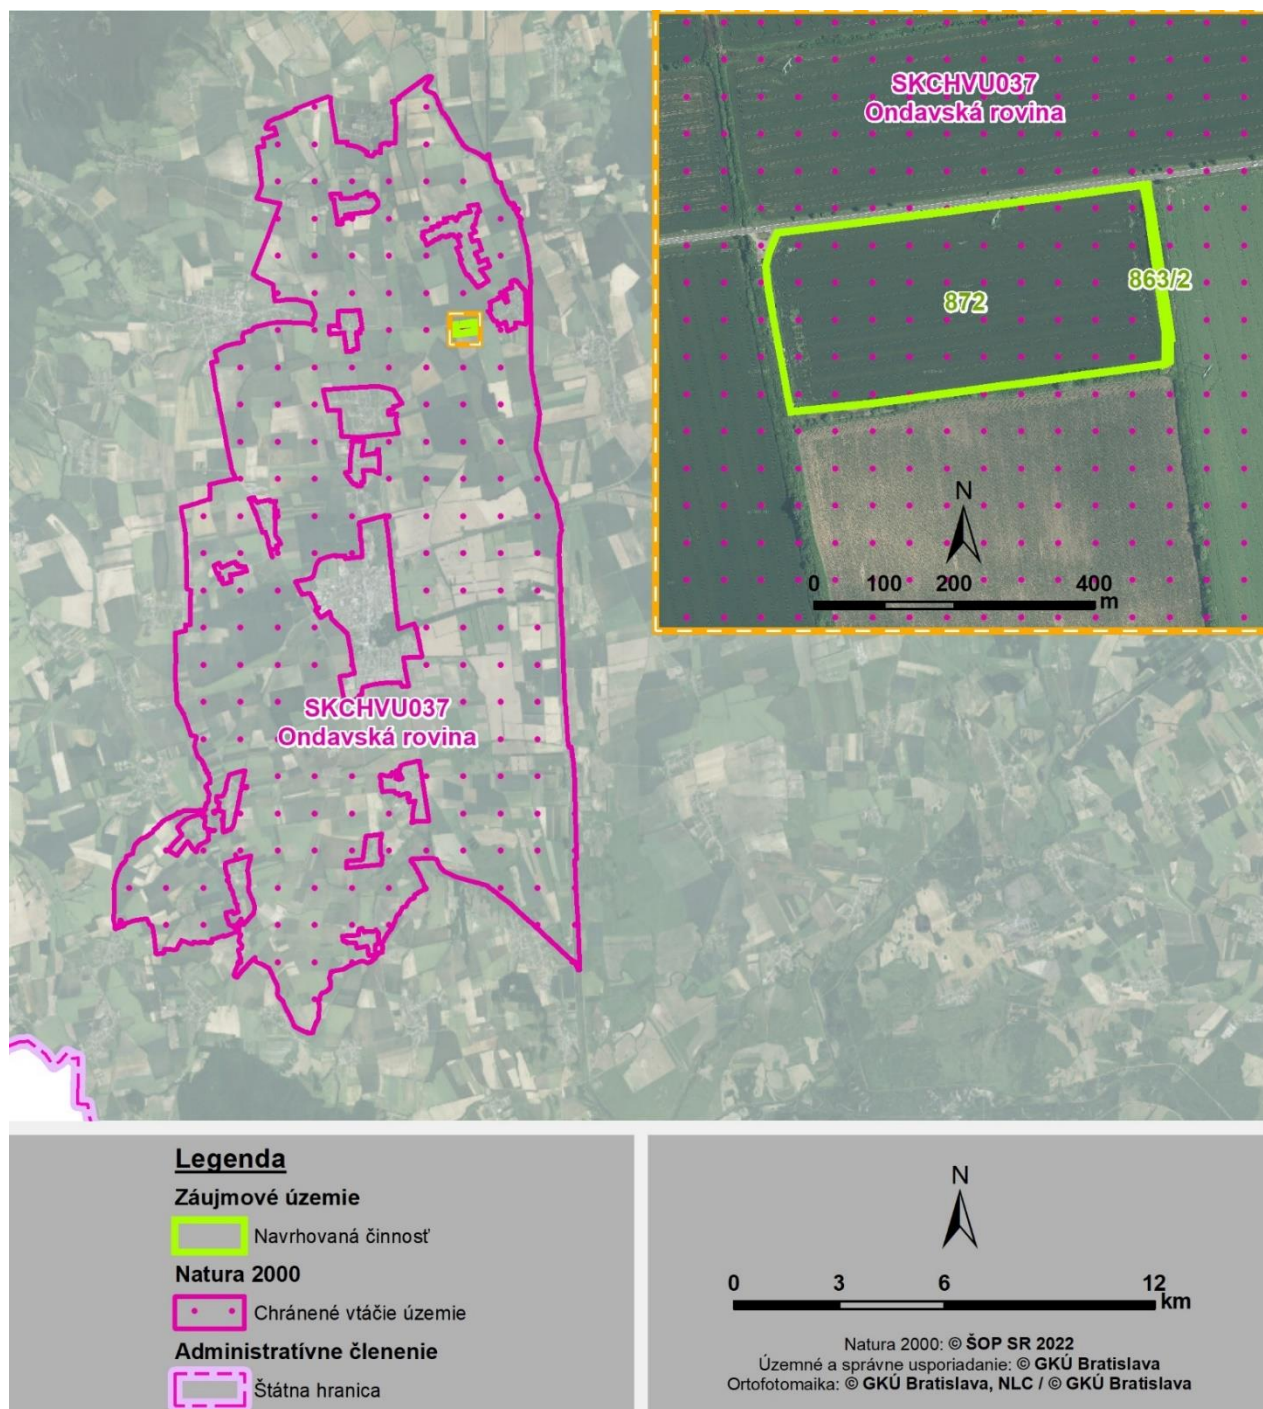 SKCHVU037
Ondavská rovina
863/2
872
N
0 100 200 400
m
SKCHVU037
Ondavská rovina
Legenda
Záujmové územie
Navrhovaná činnosť
Natura 2000
Chránené vtáčie územie
Administratívne členenie
Štátna hranica
N
0 3 6 12
km
Natura 2000: © ŠOP SR 2022
Územné a správne usporiadanie: © GKÚ Bratislava
Ortofotomaika: © GKÚ Bratislava, NLC / © GKÚ Bratislava